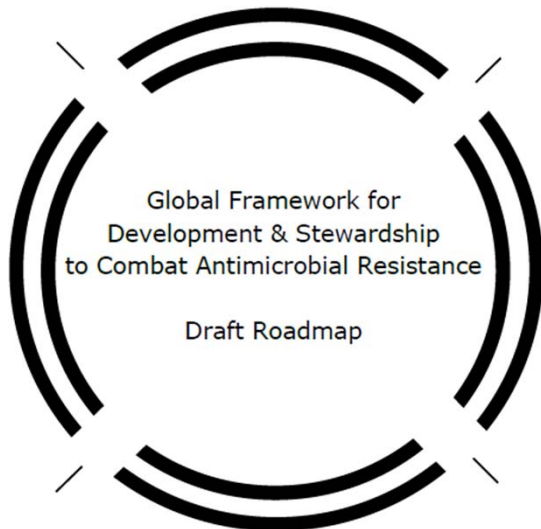 Global Framework for
Development & Stewardship
to Combat Antimicrobial Resistance
Draft Roadmap